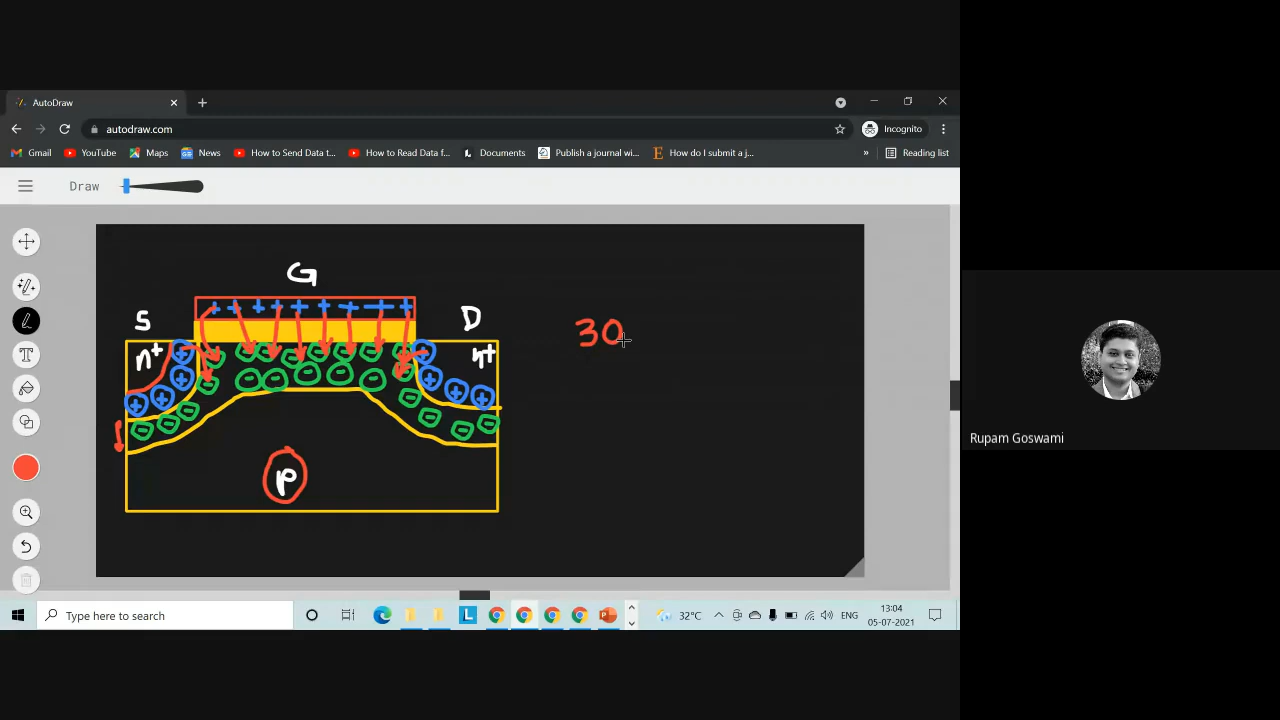 AutoDraw
autodraw.com
Incognito
Gmail YouTube Maps News How to Send Data t... How to Read Data f... Documents Publish a journal wi... How do I submit a j... » Reading list
Draw
G
S
D
n+
n+
+ + + + + + + +
30
P
Rupam Goswami
Type here to search
32°C
ENG
13:04
05-07-2021